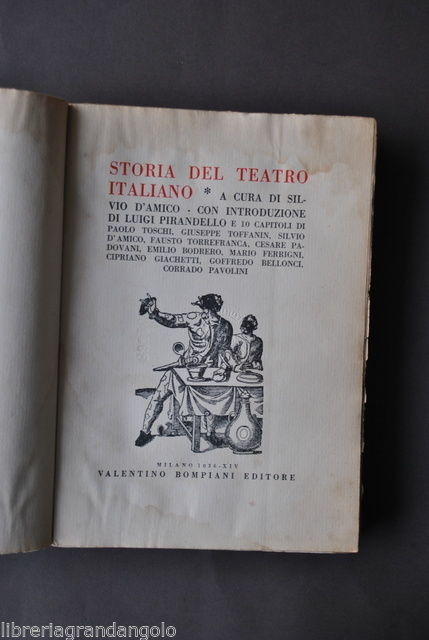 STORIA DEL TEATRO
ITALIANO * A CURA DI SIL-
VIO D'AMICO - CON INTRODUZIONE
DI LUIGI PIRANDELLO E 10 CAPITOLI DI
PAOLO TOSCHI, GIUSEPPE TOFFANIN, SILVIO
D'AMICO, FAUSTO TORREFRANCA, CESARE PA-
DOVANI, EMILIO BODRERO, MARIO FERRIGNI,
CIPRIANO GIACHETTI, GOFFREDO BELLONCI,
CORRADO PAVOLINI
MILANO 1936-XIV
VALENTINO BOMPIANI EDITORE
libreriagrandangolo